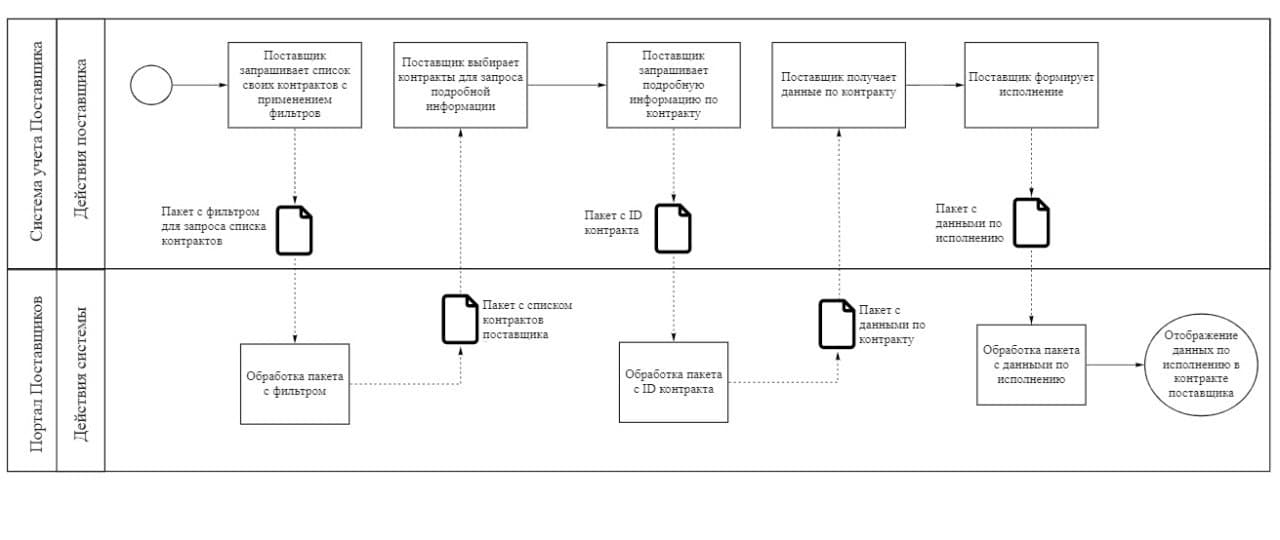 Система учета Поставщика
Действия поставщика
Поставщик
запрашивает список
своих контрактов с
применением
фильтров
Поставщик выбирает
контракты для запроса
подробной
информации
Поставщик
запрашивает
подробную
информацию по
контракту
Поставщик получает
данные по контракту
Поставщик формирует
исполнение
Пакет с фильтром
для запроса списка
контрактов
Пакет с ID
контракта
Пакет с
данными по
исполнению
Портал Поставщиков
Действия системы
Пакет с списком
контрактов
поставщика
Пакет с
данными по
контракту
Обработка пакета
с фильтром
Обработка пакета
с ID контракта
Обработка пакета
с данными по
исполнению
Отображение
данных по
исполнению в
контракте
поставщика